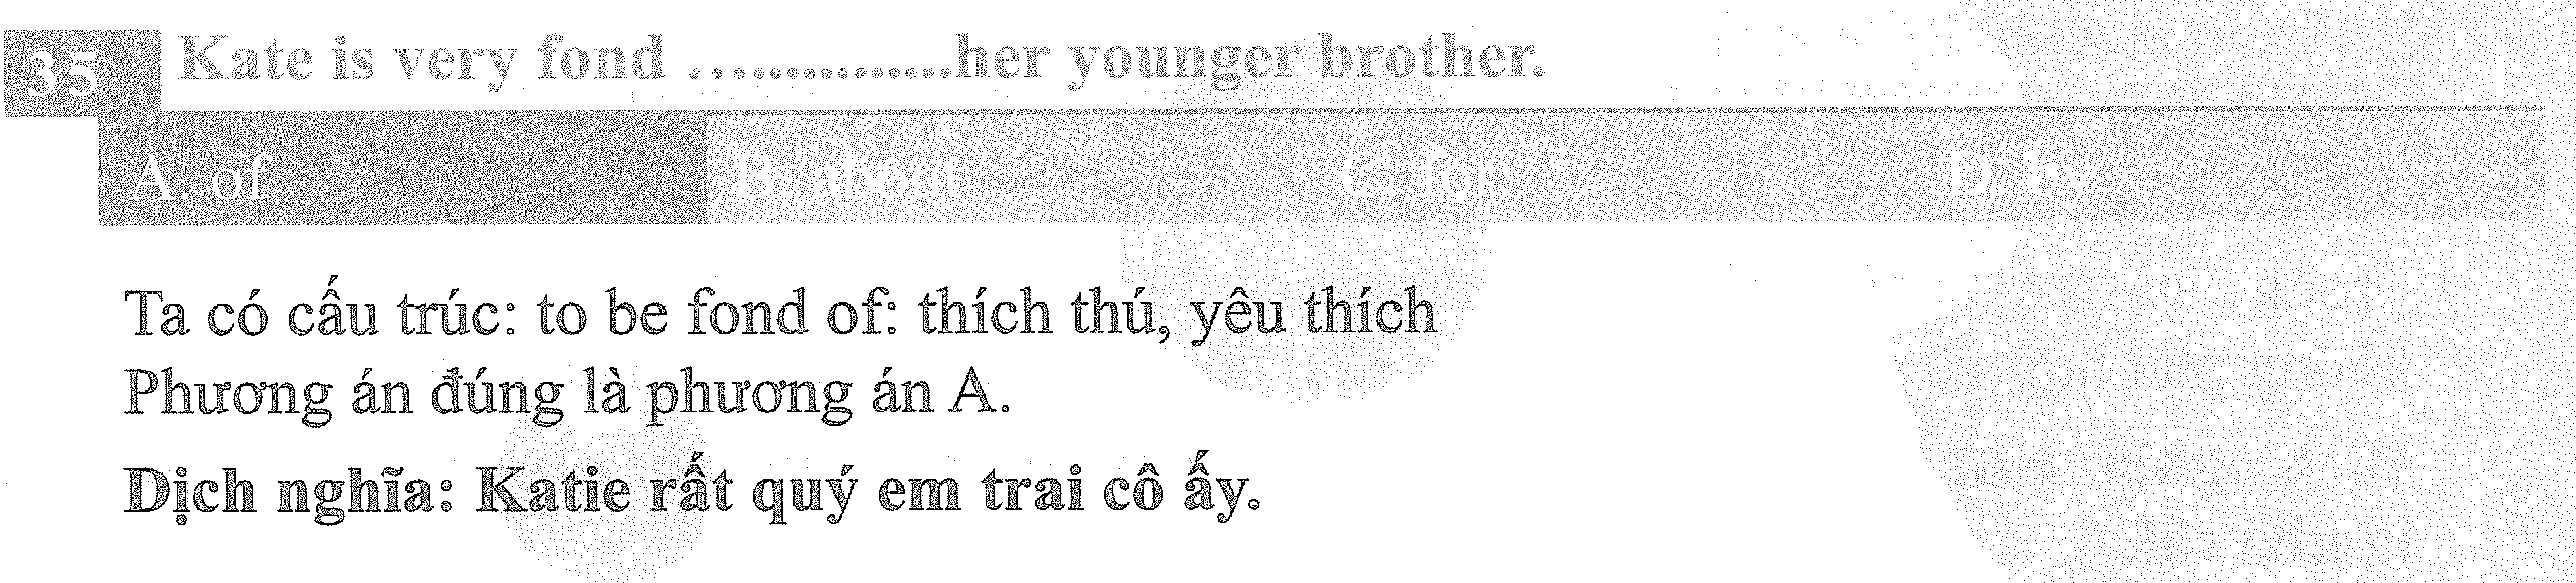 35 Kate is very fond ...............her younger brother.
A. of B. about C. for D. by
Ta có cấu trúc: to be fond of: thích thú, yêu thích
Phương án đúng là phương án A.
Dịch nghĩa: Katie rất quý em trai cô ấy.